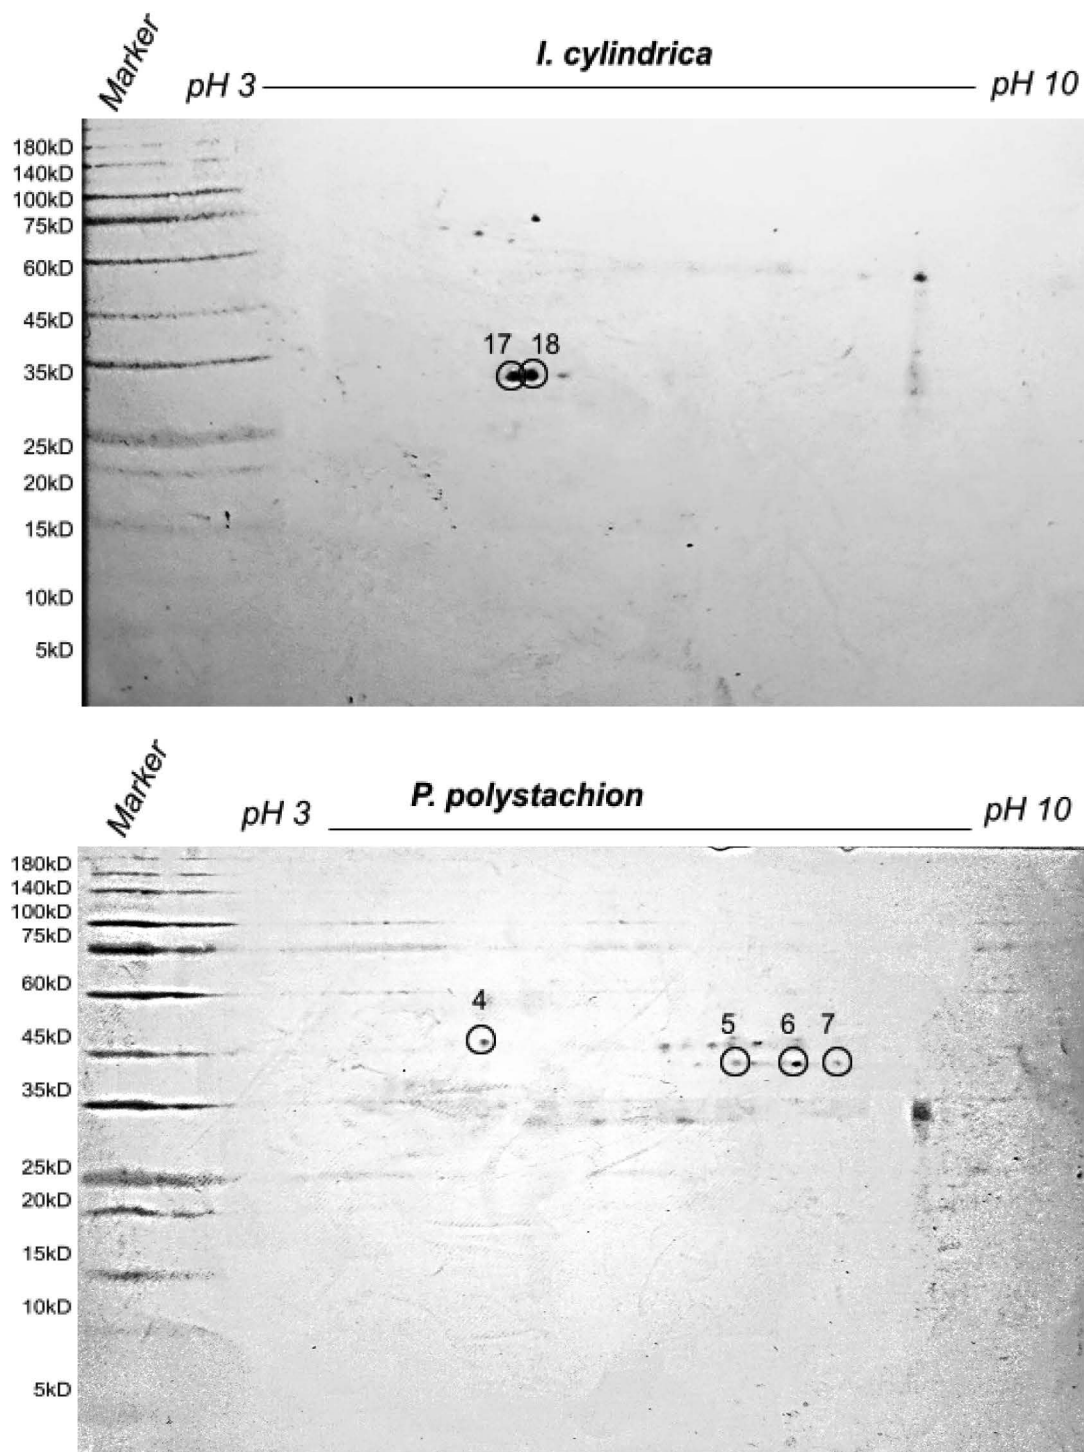 Marker
pH 3
I. cylindrica
pH 10
180kD
140kD
100kD
75kD
60kD
45kD
35kD
25kD
20kD
15kD
10kD
5kD
17 18
Marker
pH 3
P. polystachion
pH 10
180kD
140kD
100kD
75kD
60kD
45kD
35kD
25kD
20kD
15kD
10kD
5kD
4
5 6 7